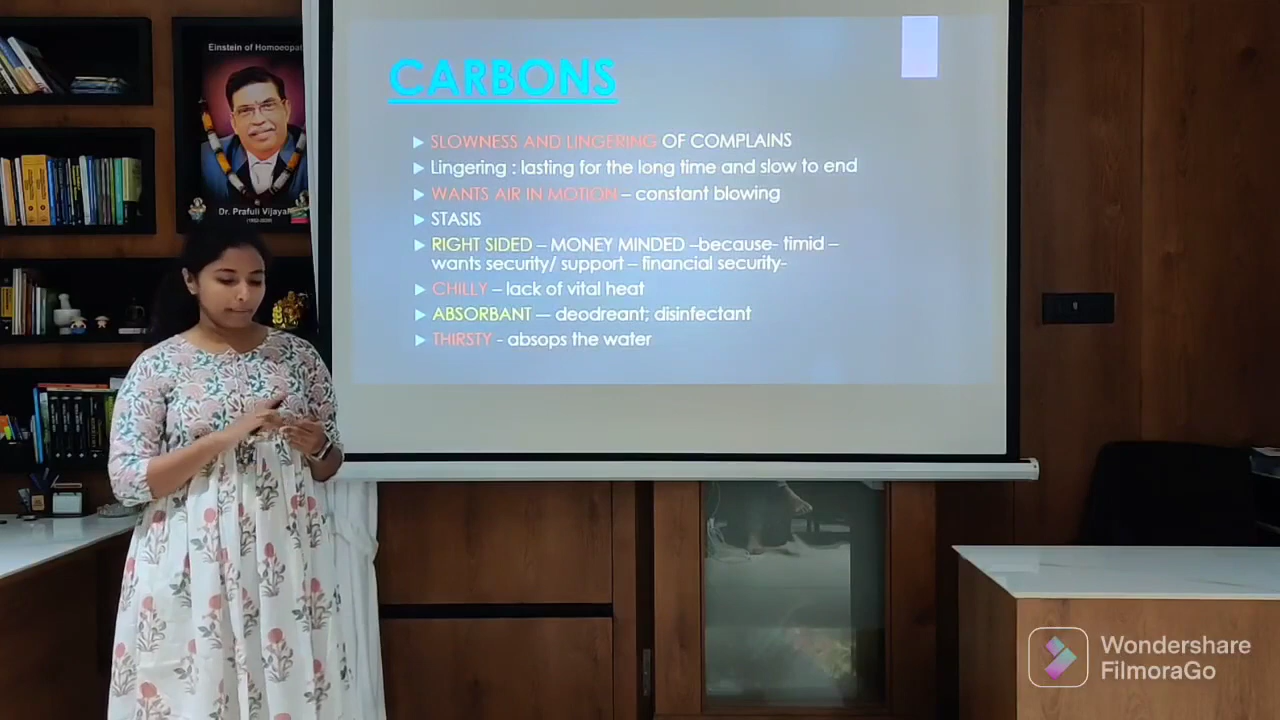 Einstein of Homoeopat
Dr. Prafull Vijayak
CARBONS
SLOWNESS AND LINGERING OF COMPLAINS
Lingering : lasting for the long time and slow to end
WANTS AIR IN MOTION – constant blowing
STASIS
RIGHT SIDED – MONEY MINDED –because- timid –
wants security/ support – financial security-
CHILLY – lack of vital heat
ABSORBANT — deodreant; disinfectant
THIRSTY - absops the water
Wondershare
FilmoraGo